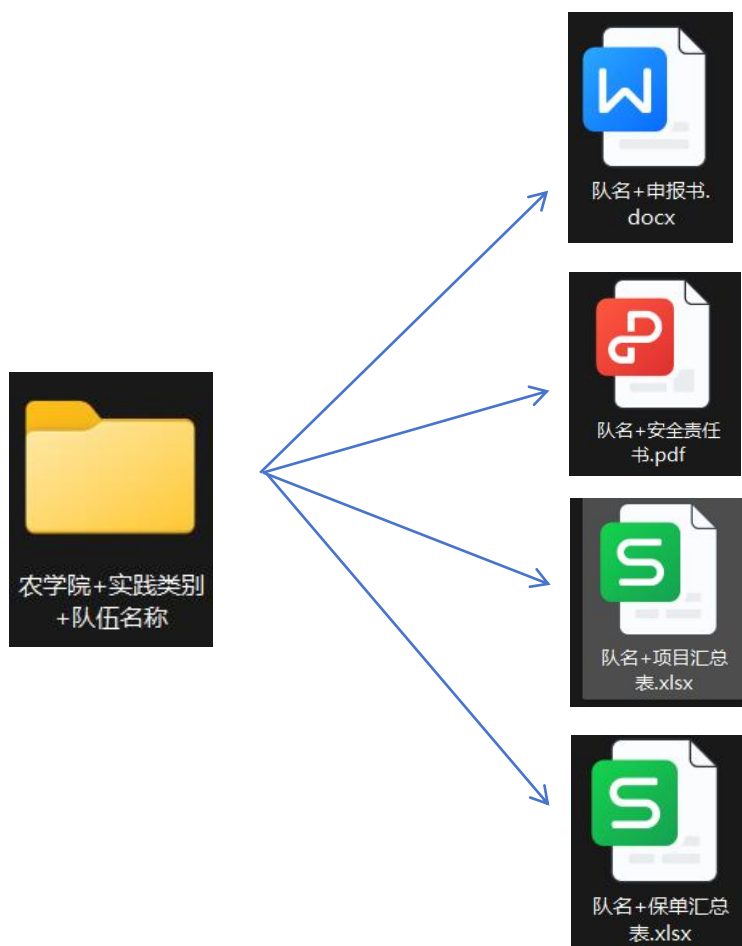 队名+申报书.
docx
队名+安全责任
书.pdf
农学院+实践类别
+队伍名称
队名+项目汇总
表.xlsx
队名+保单汇总
表.xlsx